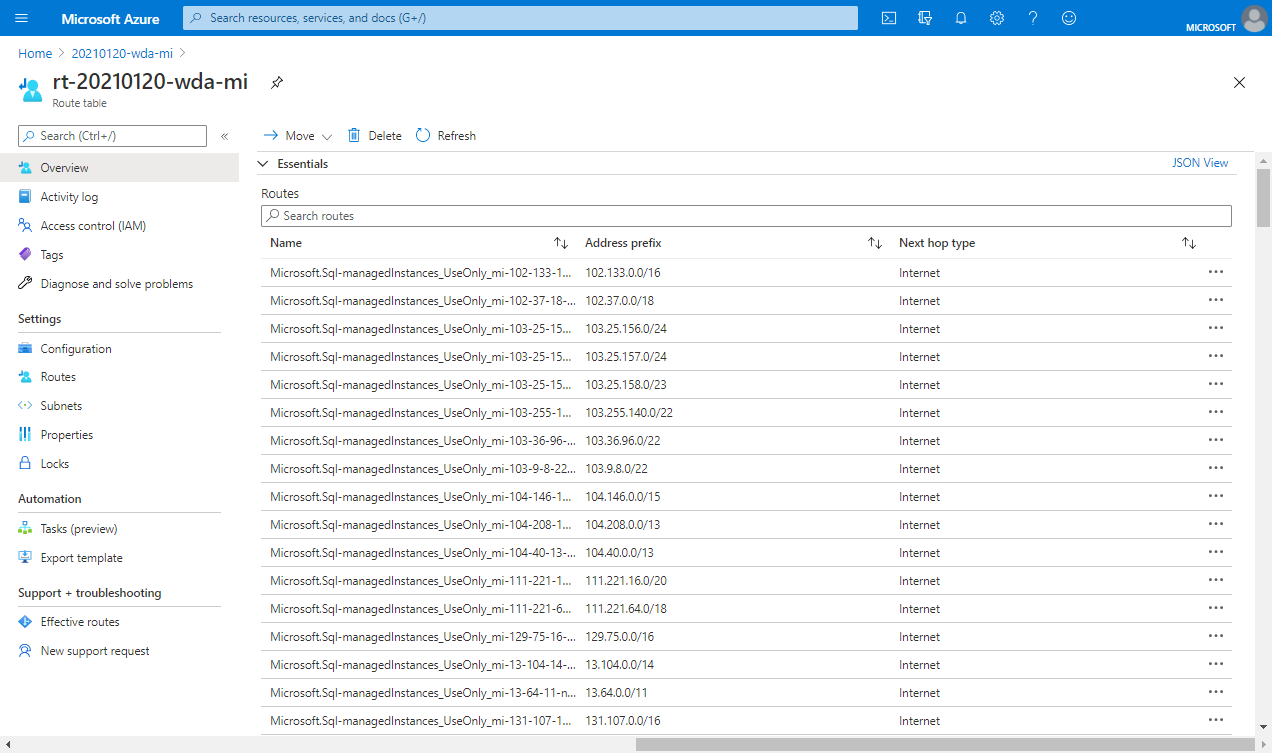 Microsoft Azure
Search resources, services, and docs (G+/)
MICROSOFT
Home > 20210120-wda-mi >
rt-20210120-wda-mi
Route table
Search (Ctrl+/)
Overview
Activity log
Access control (IAM)
Tags
Diagnose and solve problems
Settings
Configuration
Routes
Subnets
Properties
Locks
Automation
Tasks (preview)
Export template
Support + troubleshooting
Effective routes
New support request
Move Delete Refresh
Essentials JSON View
Routes
Search routes
Name Address prefix Next hop type
Microsoft.Sql-managedInstances_UseOnly_mi-102-133-1... 102.133.0.0/16 Internet
Microsoft.Sql-managedInstances_UseOnly_mi-102-37-18-... 102.37.0.0/18 Internet
Microsoft.Sql-managedInstances_UseOnly_mi-103-25-15... 103.25.156.0/24 Internet
Microsoft.Sql-managedInstances_UseOnly_mi-103-25-15... 103.25.157.0/24 Internet
Microsoft.Sql-managedInstances_UseOnly_mi-103-25-15... 103.25.158.0/23 Internet
Microsoft.Sql-managedInstances_UseOnly_mi-103-255-1... 103.255.140.0/22 Internet
Microsoft.Sql-managedInstances_UseOnly_mi-103-36-96-... 103.36.96.0/22 Internet
Microsoft.Sql-managedInstances_UseOnly_mi-103-9-8-22... 103.9.8.0/22 Internet
Microsoft.Sql-managedInstances_UseOnly_mi-104-146-1... 104.146.0.0/15 Internet
Microsoft.Sql-managedInstances_UseOnly_mi-104-208-1... 104.208.0.0/13 Internet
Microsoft.Sql-managedInstances_UseOnly_mi-104-40-13-... 104.40.0.0/13 Internet
Microsoft.Sql-managedInstances_UseOnly_mi-111-221-1... 111.221.16.0/20 Internet
Microsoft.Sql-managedInstances_UseOnly_mi-111-221-6... 111.221.64.0/18 Internet
Microsoft.Sql-managedInstances_UseOnly_mi-129-75-16-... 129.75.0.0/16 Internet
Microsoft.Sql-managedInstances_UseOnly_mi-13-104-14-... 13.104.0.0/14 Internet
Microsoft.Sql-managedInstances_UseOnly_mi-13-64-11-n... 13.64.0.0/11 Internet
Microsoft.Sql-managedInstances_UseOnly_mi-131-107-1... 131.107.0.0/16 Internet